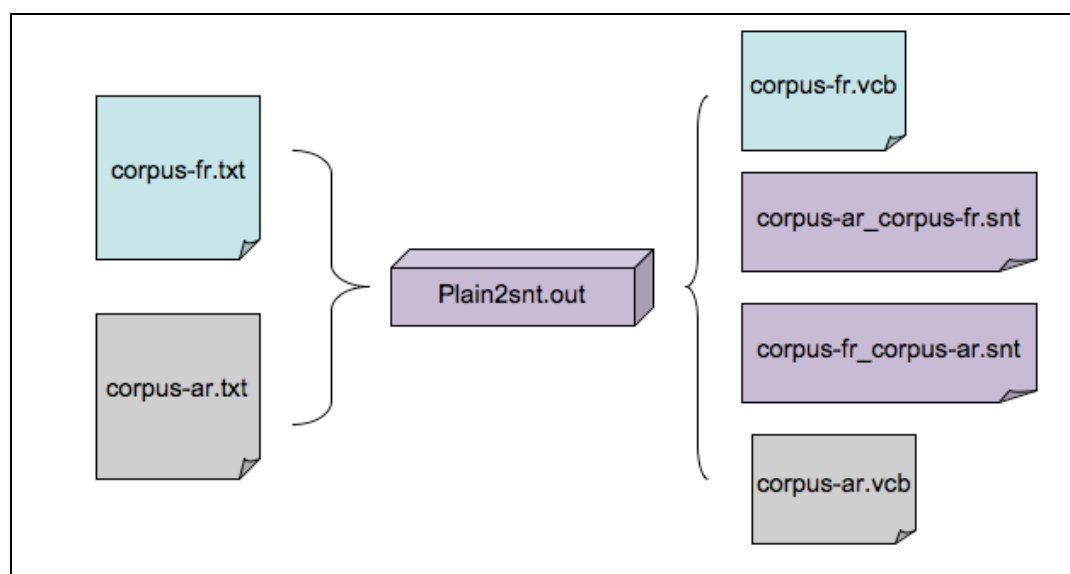 corpus-fr.txt
corpus-ar.txt
Plain2snt.out
corpus-fr.vcb
corpus-ar_corpus-fr.snt
corpus-fr_corpus-ar.snt
corpus-ar.vcb